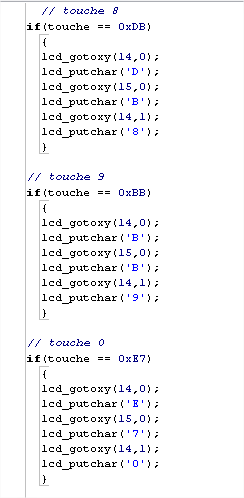 // touche 8
if(touche == 0xDB)
{
lcd_gotoxy(14,0);
lcd_putchar('D');
lcd_gotoxy(15,0);
lcd_putchar('B');
lcd_gotoxy(14,1);
lcd_putchar('8');
}
// touche 9
if(touche == 0xBB)
{
lcd_gotoxy(14,0);
lcd_putchar('B');
lcd_gotoxy(15,0);
lcd_putchar('B');
lcd_gotoxy(14,1);
lcd_putchar('9');
}
// touche 0
if(touche == 0xE7)
{
lcd_gotoxy(14,0);
lcd_putchar('E');
lcd_gotoxy(15,0);
lcd_putchar('7');
lcd_gotoxy(14,1);
lcd_putchar('0');
}